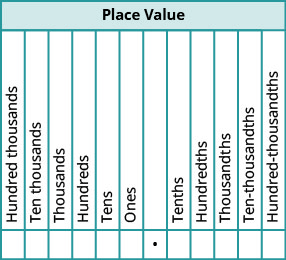 Place Value
Hundred thousands
Ten thousands
Thousands
Hundreds
Tens
Ones
.
Tenths
Hundredths
Thousandths
Ten-thousandths
Hundred-thousandths